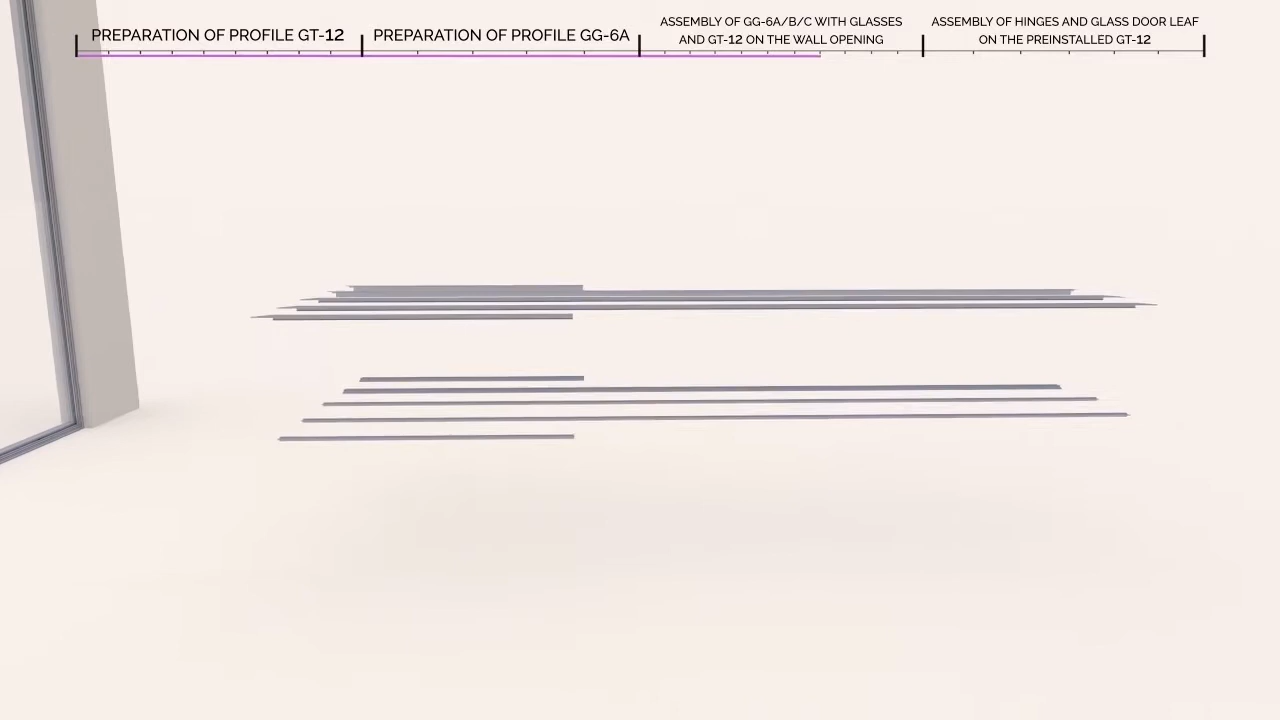 PREPARATION OF PROFILE GT-12
PREPARATION OF PROFILE GG-6A
ASSEMBLY OF GG-6A/B/C WITH GLASSES
AND GT-12 ON THE WALL OPENING
ASSEMBLY OF HINGES AND GLASS DOOR LEAF
ON THE PREINSTALLED GT-12